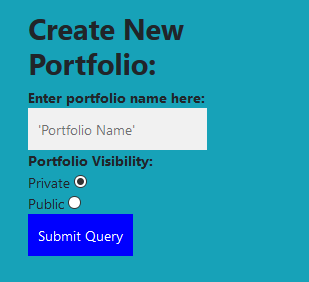 Create New
Portfolio:
Enter portfolio name here:
'Portfolio Name'
Portfolio Visibility:
Private
Public
Submit Query